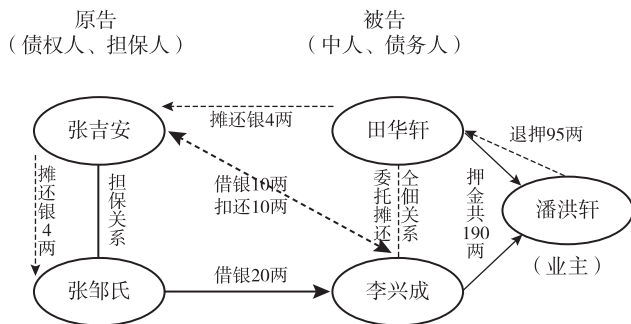 原告
（债权人、担保人）
被告
（中人、债务人）
张吉安
摊还银4两
田华轩
退押95两
摊还银4两
担保关系
借银10两
扣还10两
委托摊还
仝佃关系
押金共190两
潘洪轩
（业主）
张邹氏
借银20两
李兴成